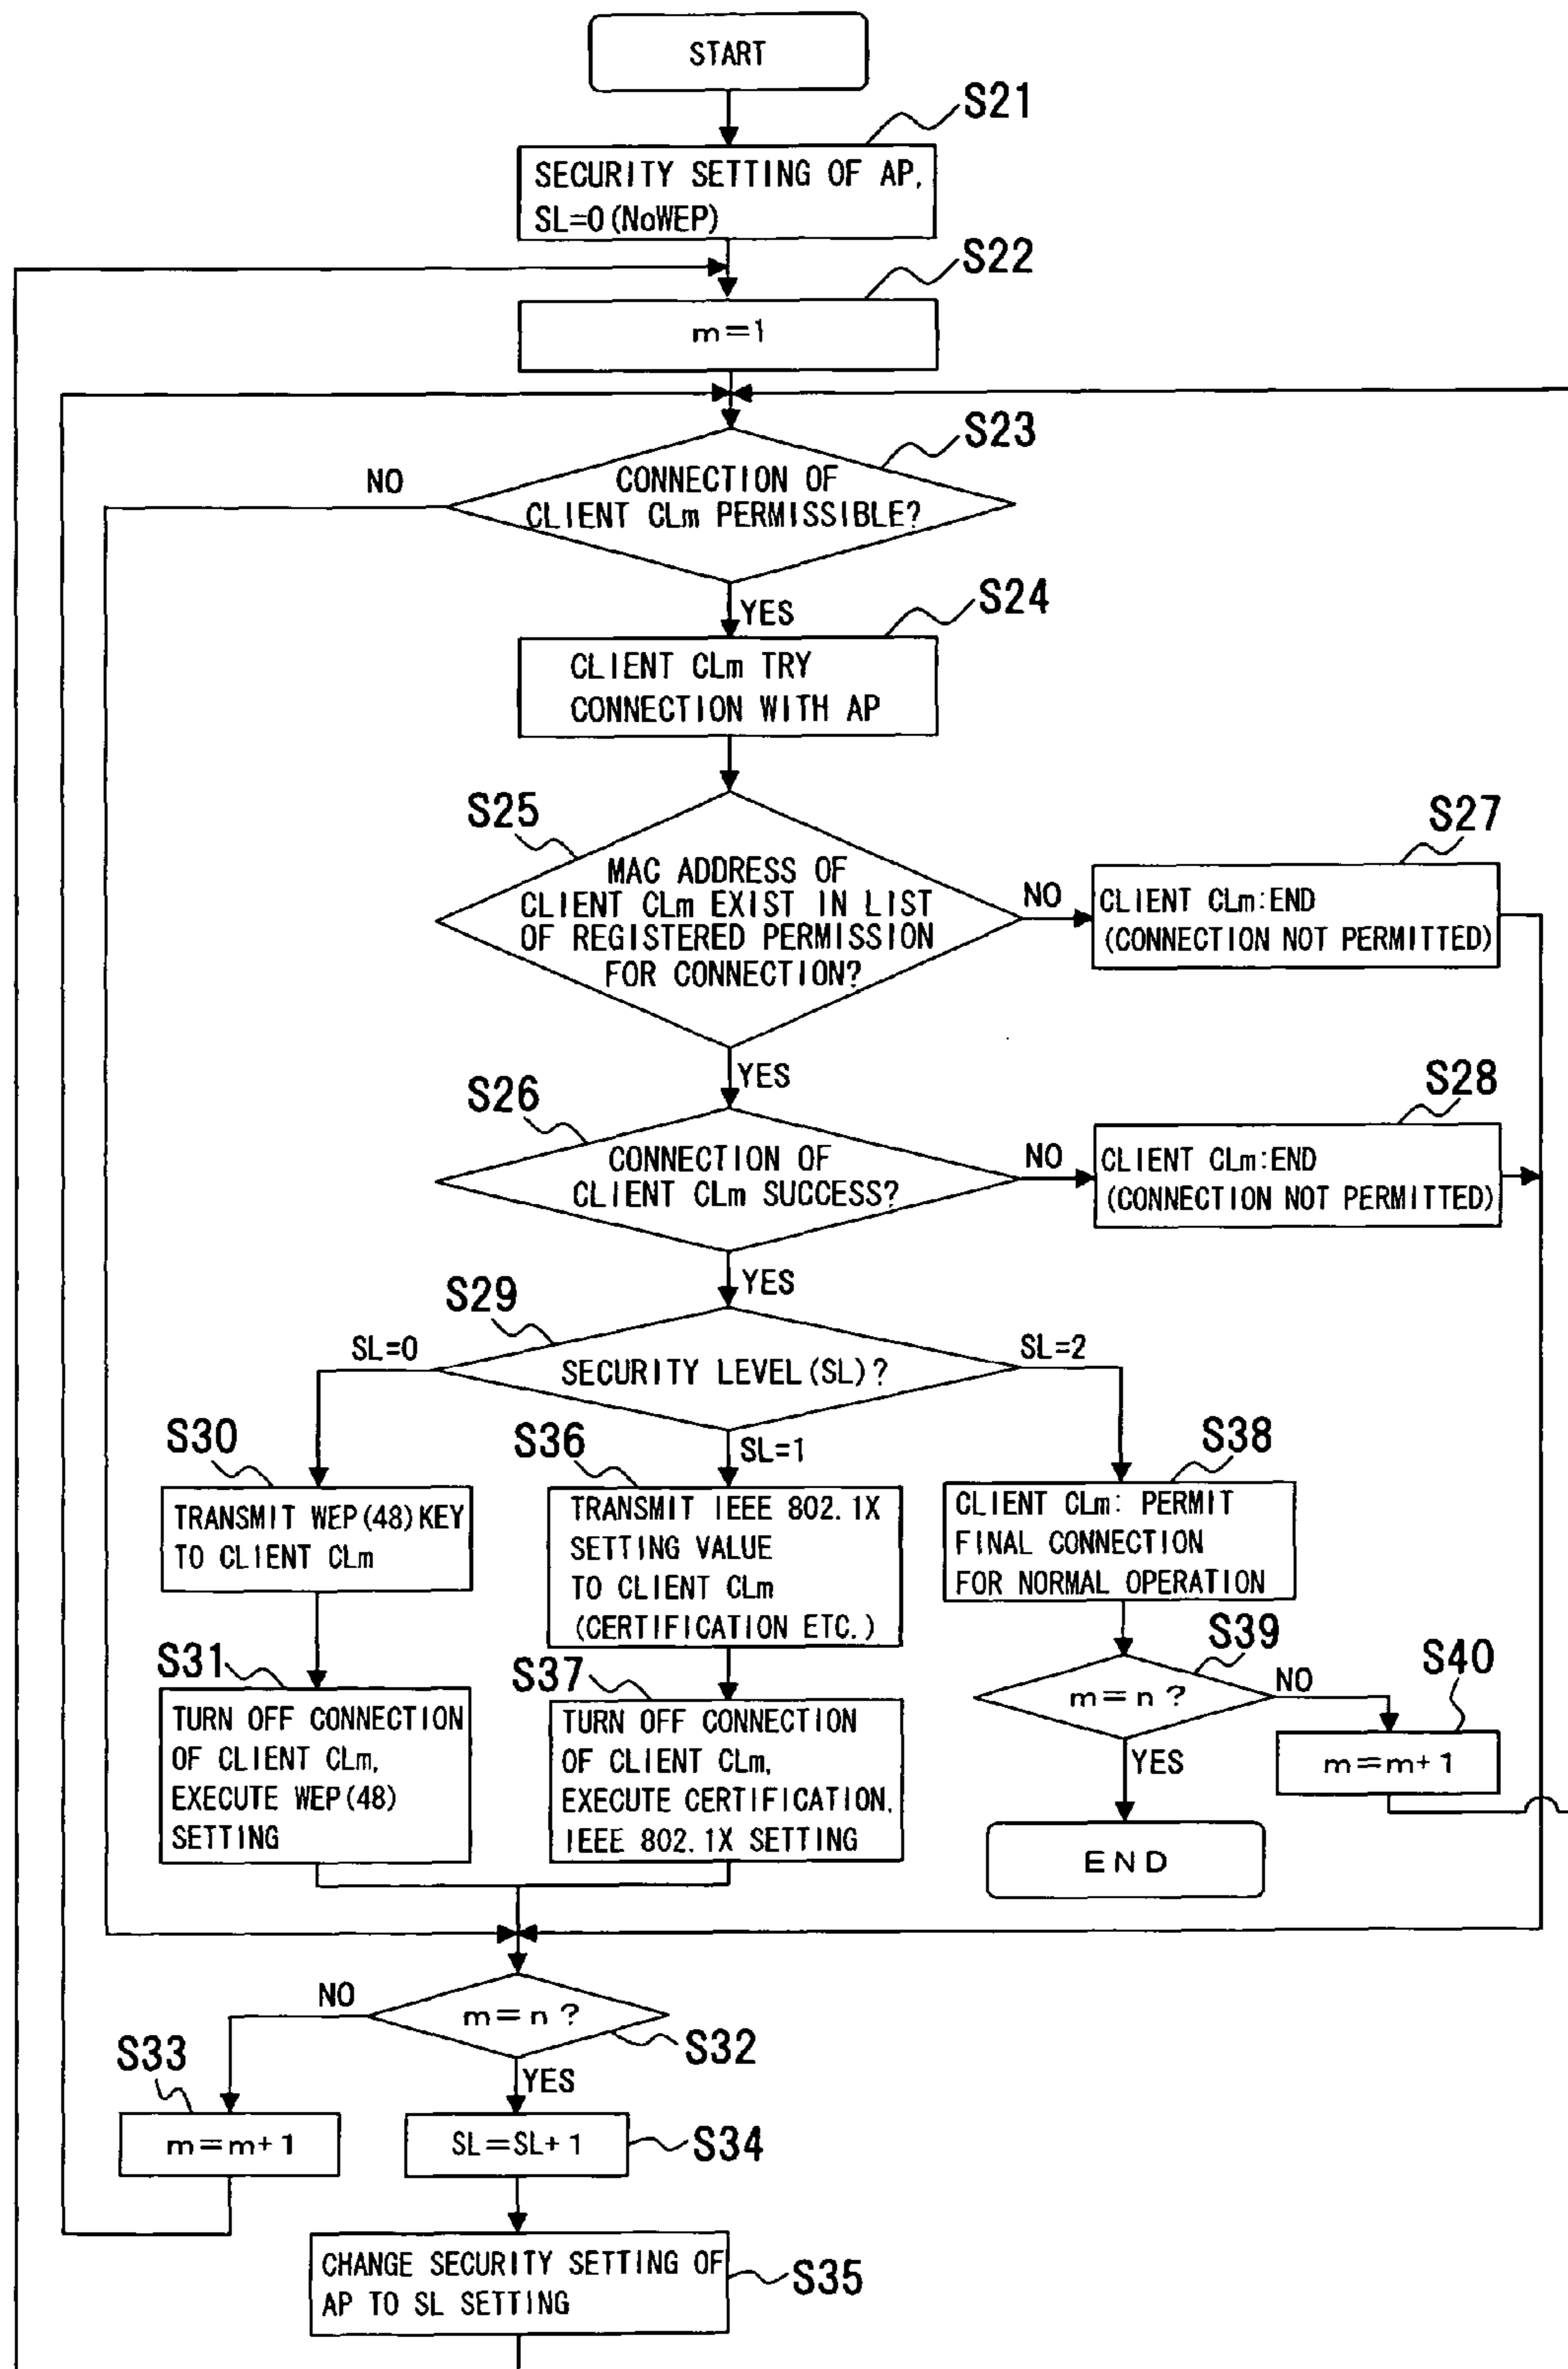 START
S21
SECURITY SETTING OF AP,
SL=0(NoWEP)
S22
m=1
S23
NO
CONNECTION OF
CLIENT CLm PERMISSIBLE?
YES
S24
CLIENT CLm TRY
CONNECTION WITH AP
S25
MAC ADDRESS OF
CLIENT CLm EXIST IN LIST
OF REGISTERED PERMISSION
FOR CONNECTION?
NO
S27
CLIENT CLm:END
(CONNECTION NOT PERMITTED)
YES
S26
CONNECTION OF
CLIENT CLm SUCCESS?
NO
S28
CLIENT CLm:END
(CONNECTION NOT PERMITTED)
YES
S29
SL=0
SECURITY LEVEL(SL)?
SL=2
SL=1
S30
TRANSMIT WEP(48)KEY
TO CLIENT CLm
S36
TRANSMIT IEEE 802.1X
SETTING VALUE
TO CLIENT CLm
(CERTIFICATION ETC.)
S38
CLIENT CLm: PERMIT
FINAL CONNECTION
FOR NORMAL OPERATION
S31
TURN OFF CONNECTION
OF CLIENT CLm,
EXECUTE WEP(48)
SETTING
S37
TURN OFF CONNECTION
OF CLIENT CLm,
EXECUTE CERTIFICATION,
IEEE 802.1X SETTING
S39
m=n?
NO
S40
m=m+1
YES
END
NO
m=n?
S32
YES
S33
m=m+1
SL=SL+1
S34
CHANGE SECURITY SETTING OF
AP TO SL SETTING
S35